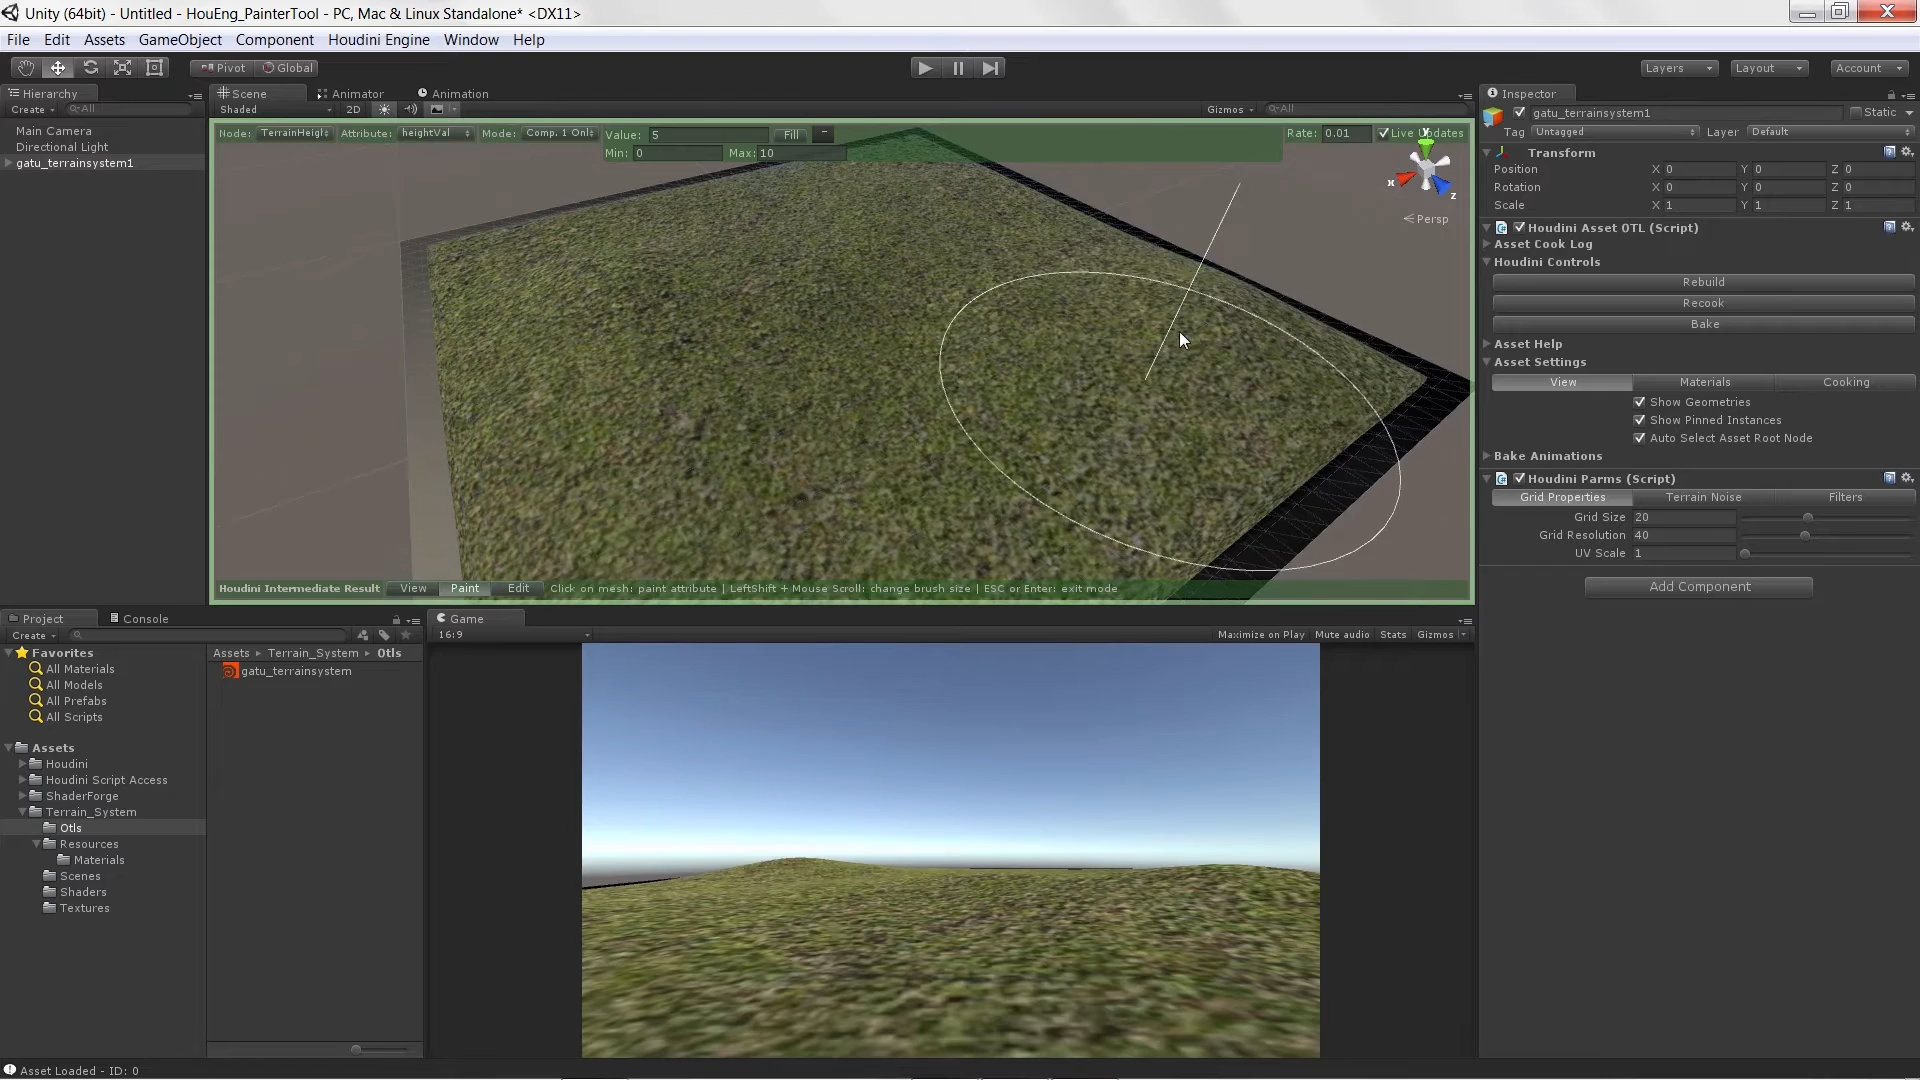 Unity (64bit) - Untitled - HouEng_PainterTool - PC, Mac & Linux Standalone* <DX11>
File Edit Assets GameObject Component Houdini Engine Window Help
Pivot Global Layers Layout Account
Hierarchy
Create All
Main Camera
Directional Light
gatu_terrainsystem1
Scene Animator Animation
Shaded 2D Gizmos All
Node: TerrainHeigl Attribute: heightVal Mode: Comp. 1 Onl Value: 5 Fill - Rate: 0.01 Live Updates
Min: 0 Max: 10
y
x
z
Persp
Houdini Intermediate Result View Paint Edit Click on mesh: paint attribute | LeftShift + Mouse Scroll: change brush size | ESC or Enter: exit mode
Inspector
gatu_terrainsystem1 Static
Tag Untagged Layer Default
Transform
Position X 0 Y 0 Z 0
Rotation X 0 Y 0 Z 0
Scale X 1 Y 1 Z 1
Houdini Asset OTL (Script)
Asset Cook Log
Houdini Controls
Rebuild
Recook
Bake
Asset Help
Asset Settings
View Materials Cooking
Show Geometries
Show Pinned Instances
Auto Select Asset Root Node
Bake Animations
Houdini Parms (Script)
Grid Properties Terrain Noise Filters
Grid Size 20
Grid Resolution 40
UV Scale 1
Add Component
Project Console
Create
Favorites
All Materials
All Models
All Prefabs
All Scripts
Assets
Houdini
Houdini Script Access
ShaderForge
Terrain_System
Otls
Resources
Materials
Scenes
Shaders
Textures
Assets Terrain_System Otls
gatu_terrainsystem
Game
16:9 Maximize on Play Mute audio Stats Gizmos
Asset Loaded - ID: 0